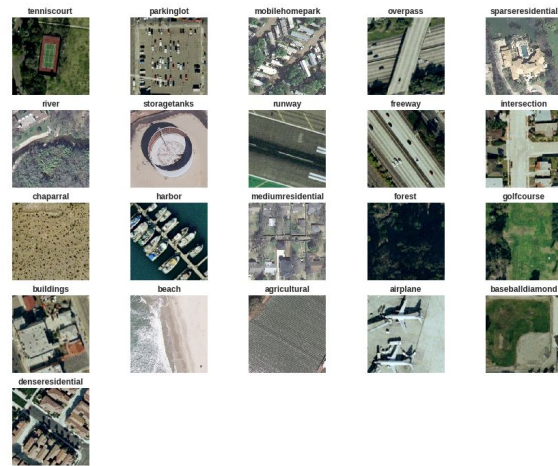 tenniscourt parkinglot mobilehomepark overpass sparseresidential
river storagetanks runway freeway intersection
chaparral harbor mediumresidential forest golfcourse
buildings beach agricultural airplane baseballdiamond
denseresidential